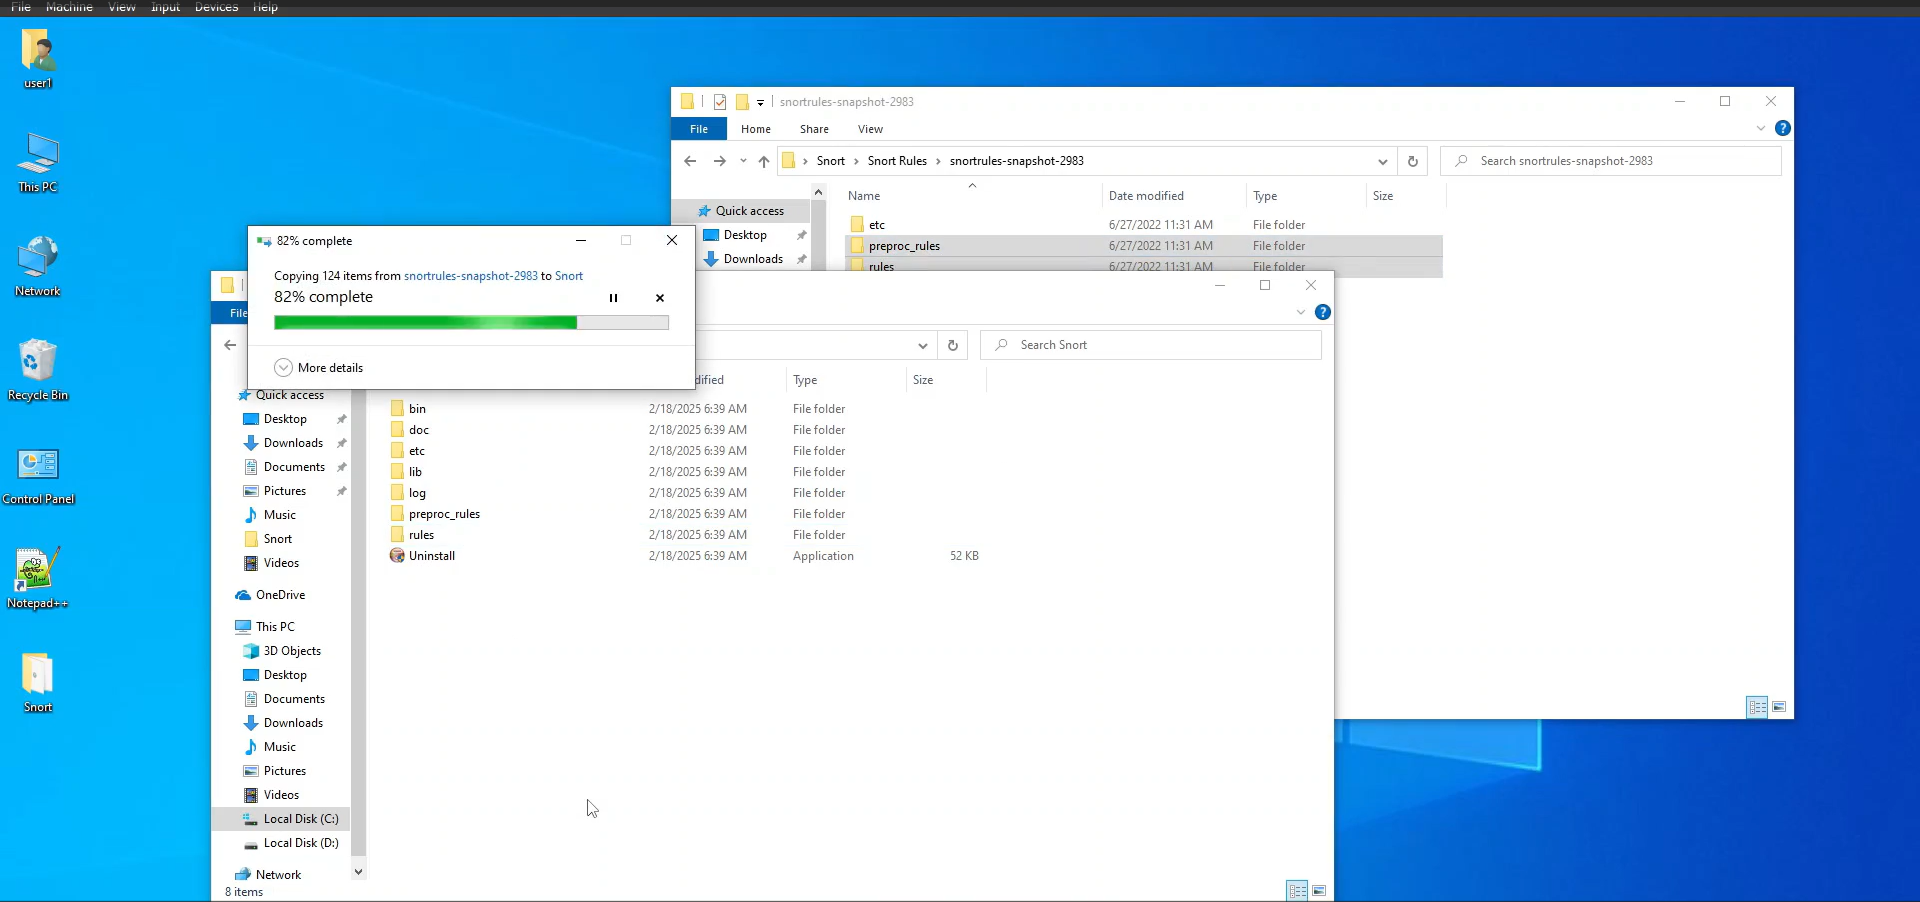 File Machine View Input Devices Help
user1
This PC
Network
Recycle Bin
Control Panel
Notepad++
Snort
snortrules-snapshot-2983
File Home Share View
Snort Snort Rules snortrules-snapshot-2983
Search snortrules-snapshot-2983
Name Date modified Type Size
Quick access
Desktop
Downloads
etc 6/27/2022 11:31 AM File folder
preproc_rules 6/27/2022 11:31 AM File folder
rules 6/27/2022 11:31 AM File folder
82% complete
Copying 124 items from snortrules-snapshot-2983 to Snort
82% complete
More details
File
Search Snort
dified Type Size
Quick access
Desktop
Downloads
Documents
Pictures
Music
Snort
Videos
OneDrive
This PC
3D Objects
Desktop
Documents
Downloads
Music
Pictures
Videos
Local Disk (C:)
Local Disk (D:)
Network
bin 2/18/2025 6:39 AM File folder
doc 2/18/2025 6:39 AM File folder
etc 2/18/2025 6:39 AM File folder
lib 2/18/2025 6:39 AM File folder
log 2/18/2025 6:39 AM File folder
preproc_rules 2/18/2025 6:39 AM File folder
rules 2/18/2025 6:39 AM File folder
Uninstall 2/18/2025 6:39 AM Application 52 KB
8 items